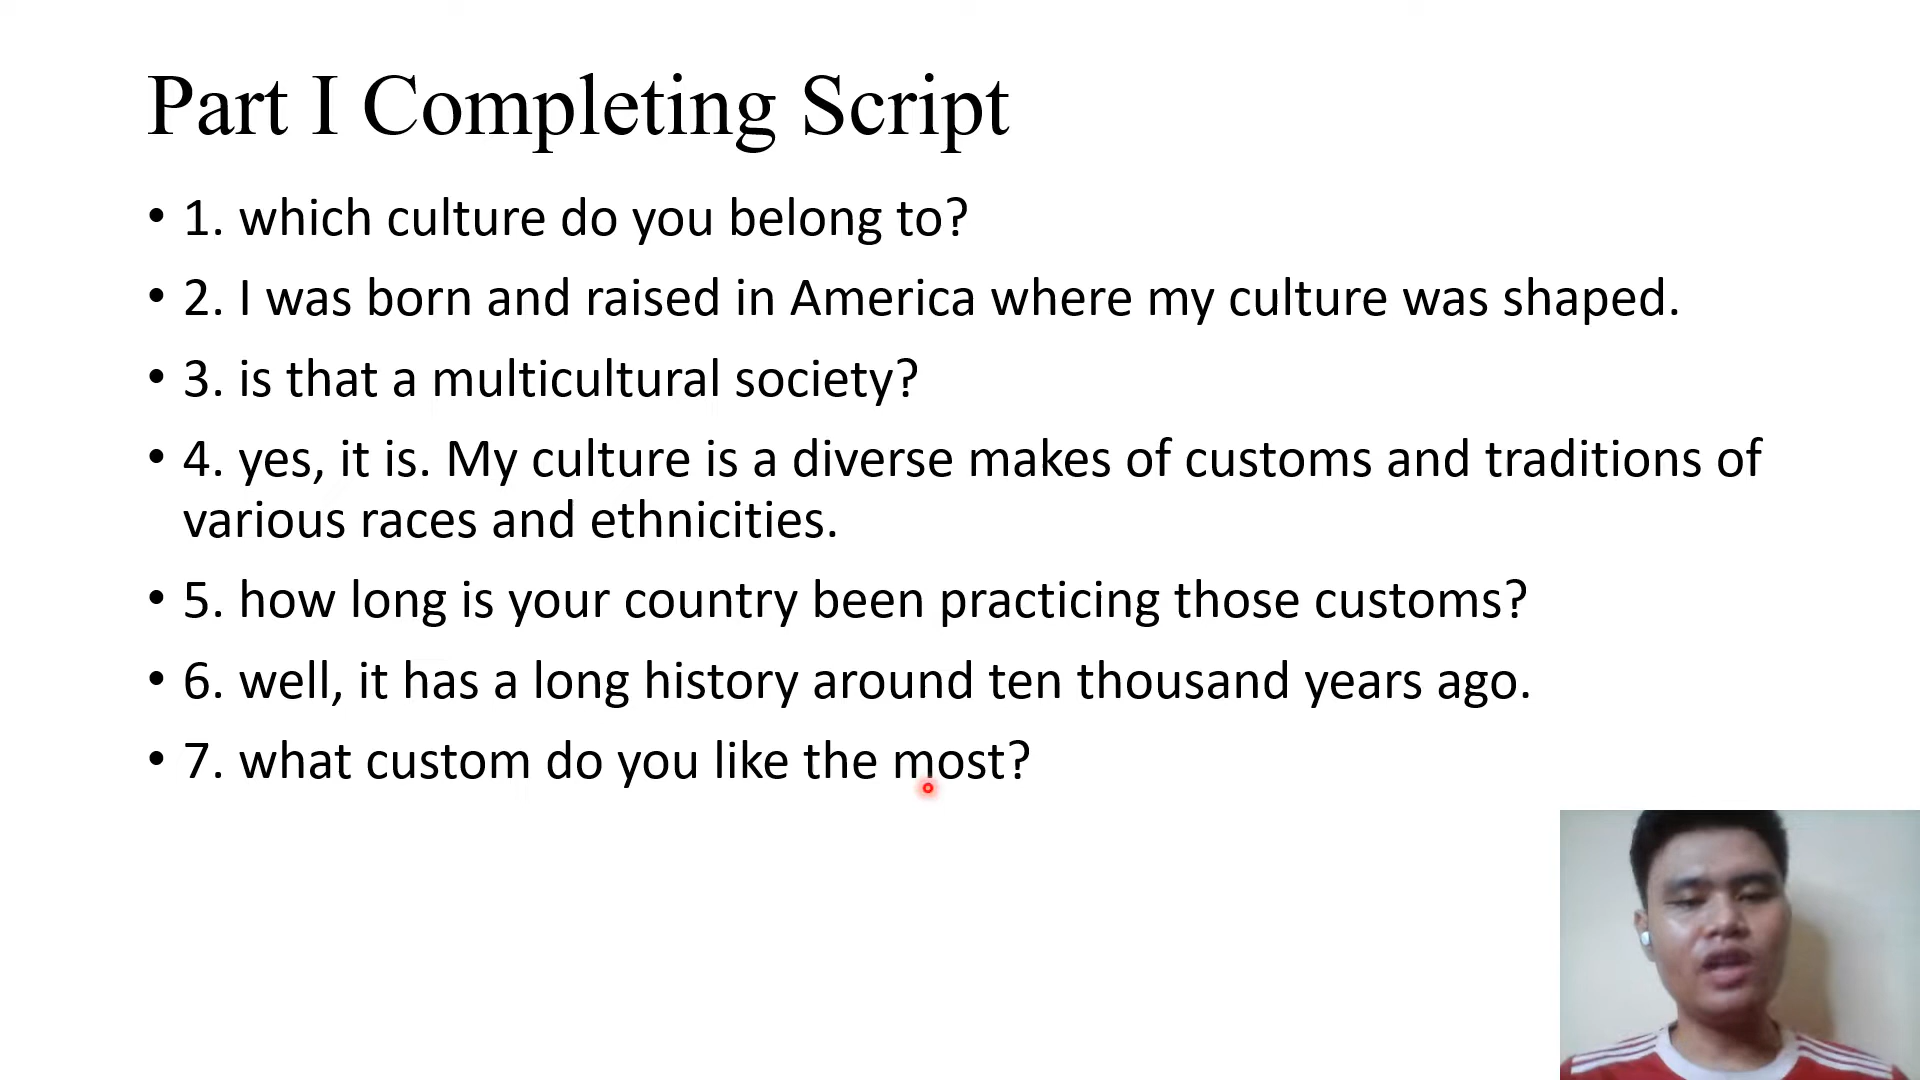 Part I Completing Script
• 1. which culture do you belong to?
• 2. I was born and raised in America where my culture was shaped.
• 3. is that a multicultural society?
• 4. yes, it is. My culture is a diverse makes of customs and traditions of
various races and ethnicities.
• 5. how long is your country been practicing those customs?
• 6. well, it has a long history around ten thousand years ago.
• 7. what custom do you like the most?